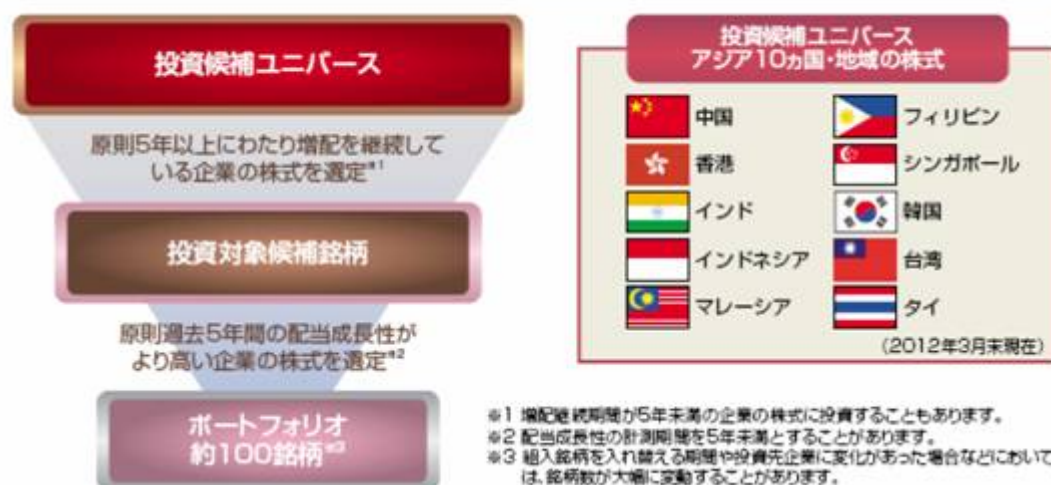 投資候補ユニバース
原則5年以上にわたり増配を継続して
いる企業の株式を選定※1
投資対象候補銘柄
原則過去5年間の配当成長性が
より高い企業の株式を選定※2
ポートフォリオ
約100銘柄※3
投資候補ユニバース
アジア10ヵ国・地域の株式
中国
フィリピン
香港
シンガポール
インド
韓国
インドネシア
台湾
マレーシア
タイ
（2012年3月末現在）
※1 増配継続期間が5年未満の企業の株式に投資することもあります。
※2 配当成長性の計測期間を5年未満とすることがあります。
※3 組入銘柄を入れ替える期間や投資先企業に変化があった場合などにおいて
は、銘柄数が大幅に変動することがあります。